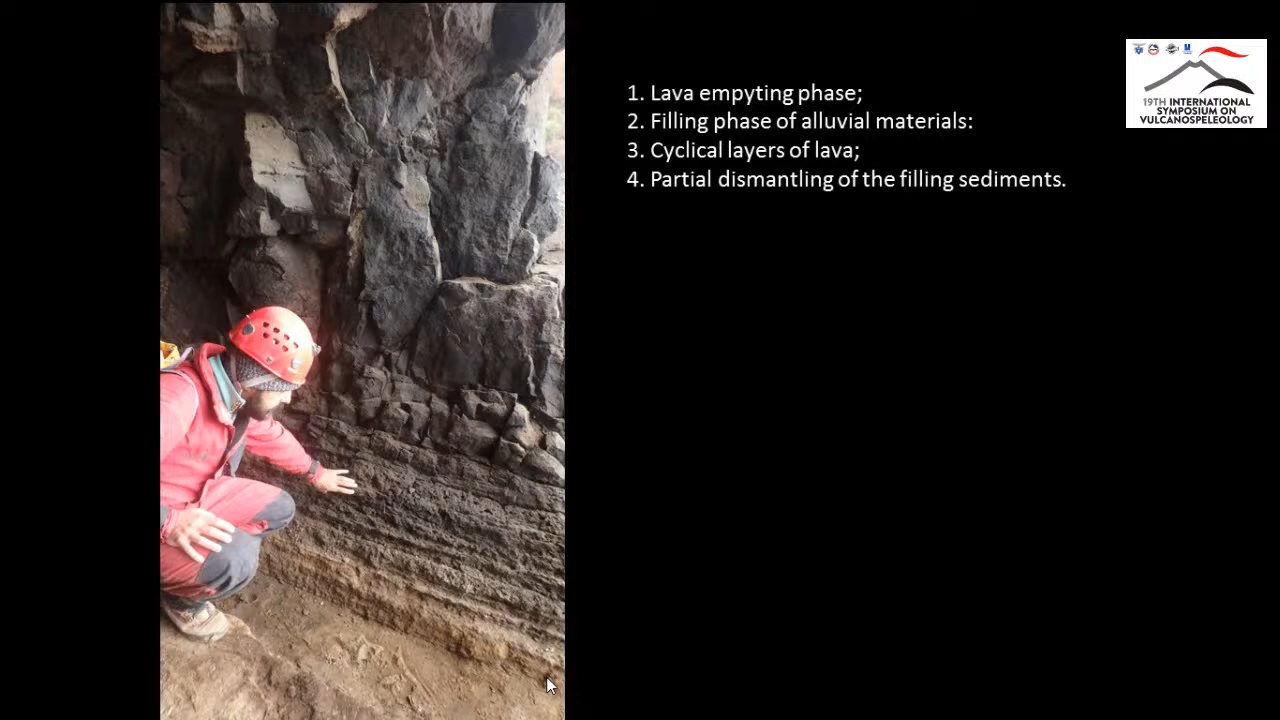 1. Lava empyting phase;
2. Filling phase of alluvial materials:
3. Cyclical layers of lava;
4. Partial dismantling of the filling sediments.
19TH INTERNATIONAL
SYMPOSIUM ON
VULCANOSPELEOLOGY